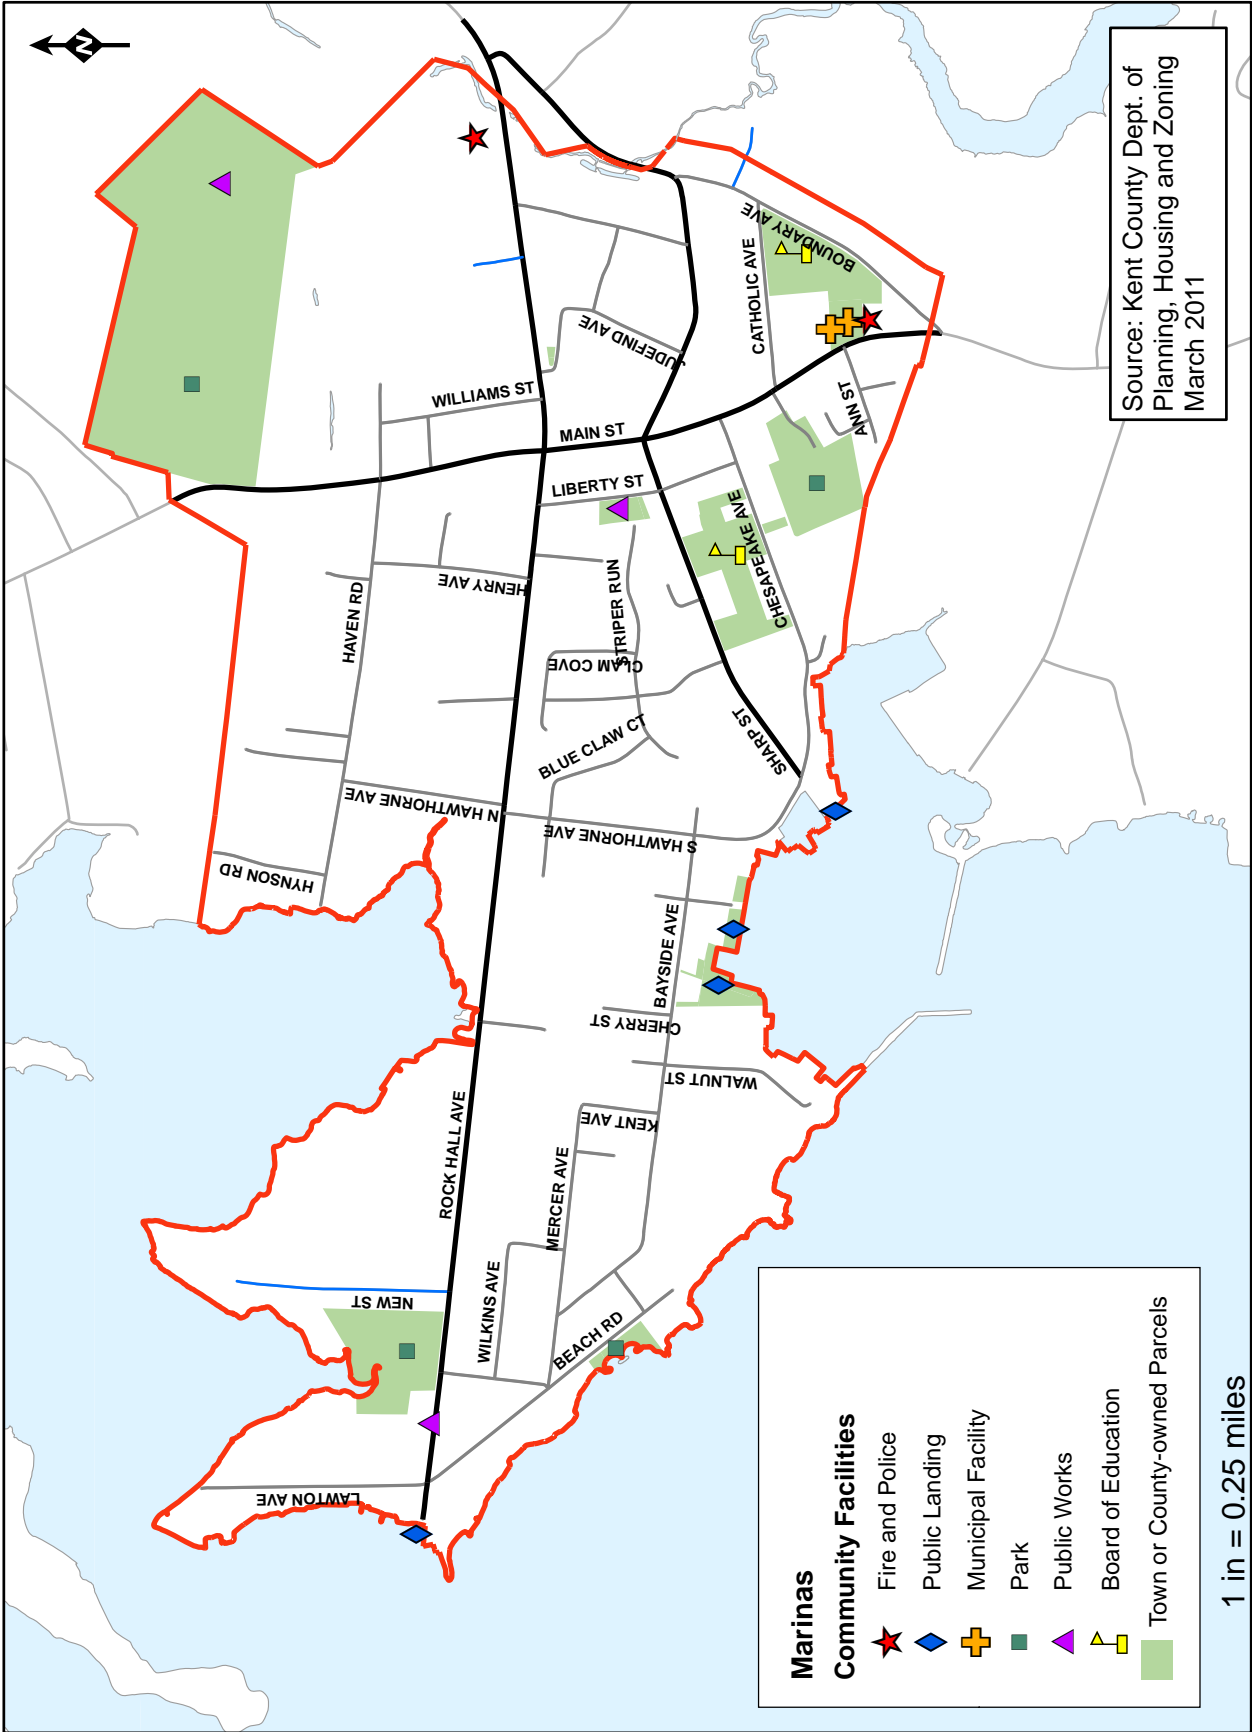 N
Source: Kent County Dept. of
Planning, Housing and Zoning
March 2011
BOUNDARY AVE
CATHOLIC AVE
JUDEFIND AVE
WILLIAMS ST
MAIN ST
ANN ST
LIBERTY ST
CHESAPEAKE AVE
HENRY AVE
HAVEN RD
STRIPER RUN
CLAM COVE
BLUE CLAW CT
SHARP ST
N HAWTHORNE AVE
S HAWTHORNE AVE
HYNSON RD
BAYSIDE AVE
CHERRY ST
WALNUT ST
KENT AVE
ROCK HALL AVE
MERCER AVE
WILKINS AVE
NEW ST
BEACH RD
LAWTON AVE
Marinas
Community Facilities
Fire and Police
Public Landing
Municipal Facility
Park
Public Works
Board of Education
Town or County-owned Parcels
1 in = 0.25 miles